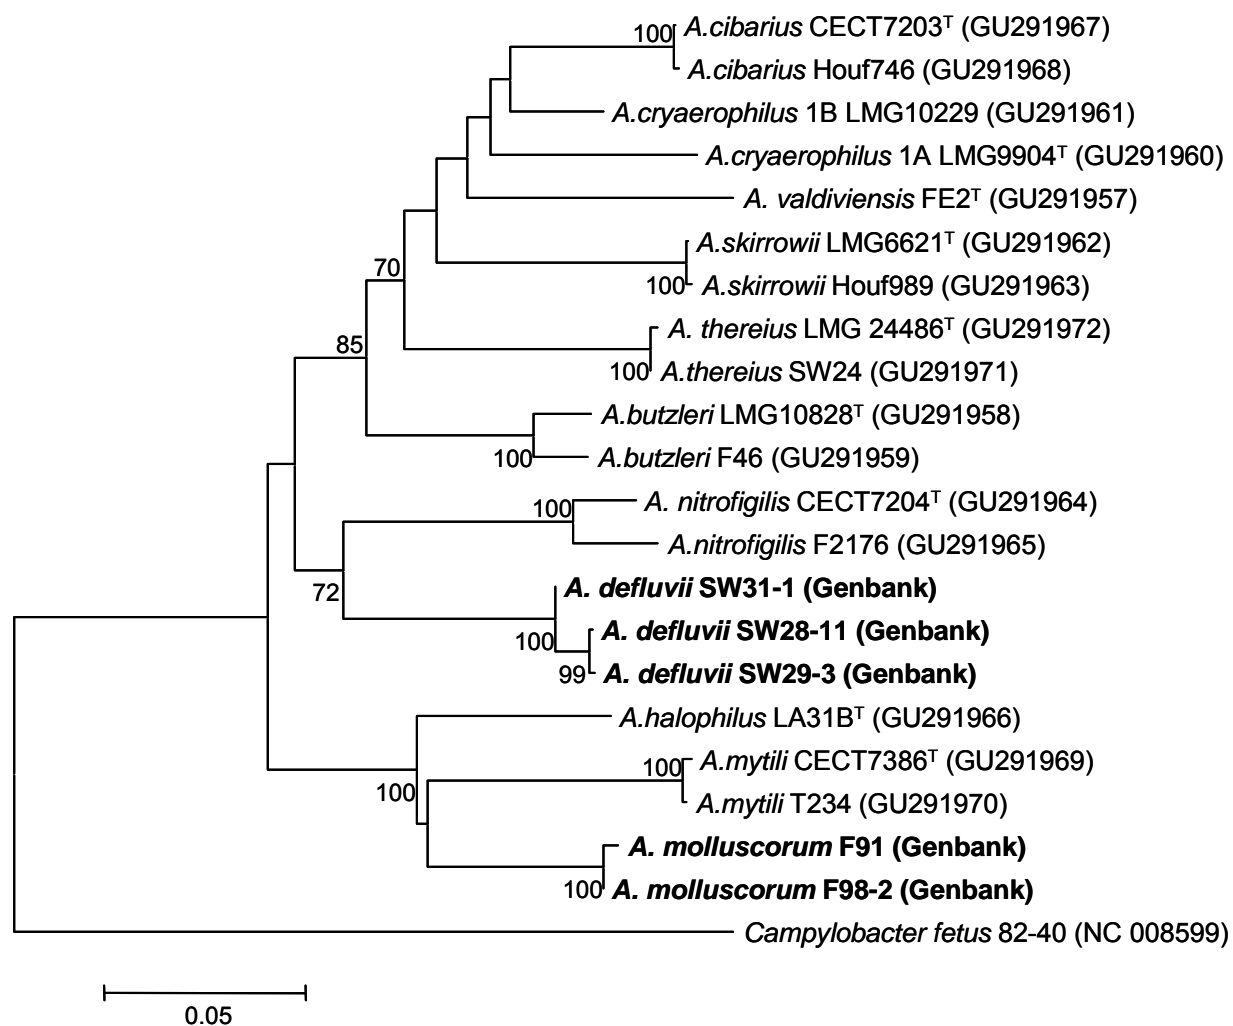 100 A.cibarius CECT7203ᵀ (GU291967)
A.cibarius Houf746 (GU291968)
A.cryaerophilus 1B LMG10229 (GU291961)
A.cryaerophilus 1A LMG9904ᵀ (GU291960)
A. valdiviensis FE2ᵀ (GU291957)
A.skirrowii LMG6621ᵀ (GU291962)
70
100 A.skirrowii Houf989 (GU291963)
A. thereius LMG 24486ᵀ (GU291972)
85
100 A.thereius SW24 (GU291971)
A.butzleri LMG10828ᵀ (GU291958)
100 A.butzleri F46 (GU291959)
100 A. nitrofigilis CECT7204ᵀ (GU291964)
A.nitrofigilis F2176 (GU291965)
72 A. defluvii SW31-1 (Genbank)
100 A. defluvii SW28-11 (Genbank)
99 A. defluvii SW29-3 (Genbank)
A.halophilus LA31Bᵀ (GU291966)
100 A.mytili CECT7386ᵀ (GU291969)
100 A.mytili T234 (GU291970)
A. molluscorum F91 (Genbank)
100 A. molluscorum F98-2 (Genbank)
Campylobacter fetus 82-40 (NC 008599)
0.05